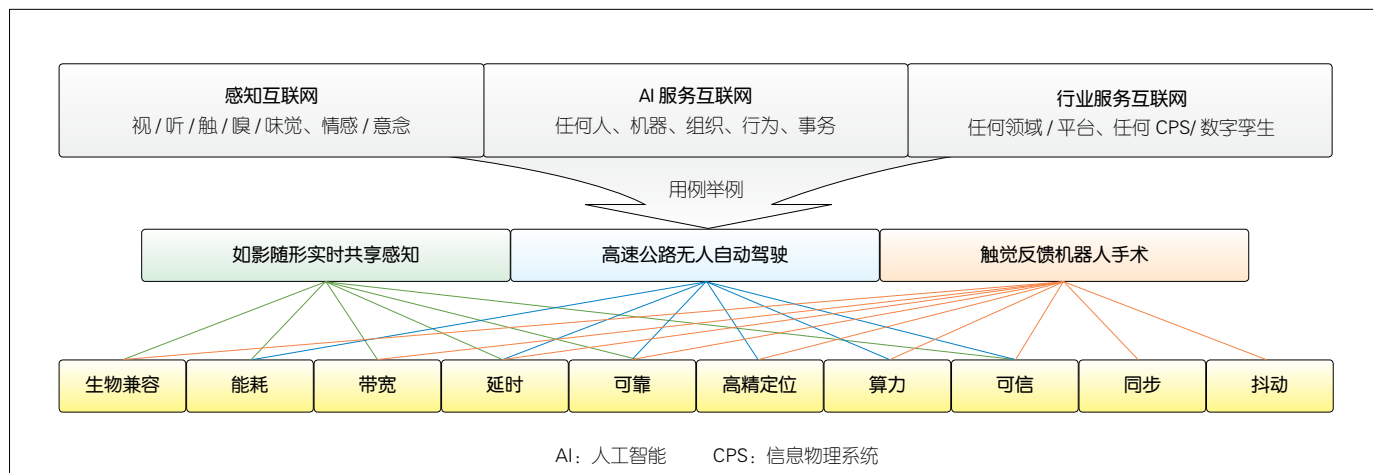 感知互联网
视 / 听 / 触 / 嗅 / 味觉、情感 / 意念
AI 服务互联网
任何人、机器、组织、行为、事务
行业服务互联网
任何领域 / 平台、任何 CPS/ 数字孪生
用例举例
如影随形实时共享感知
高速公路无人自动驾驶
触觉反馈机器人手术
生物兼容
能耗
带宽
延时
可靠
高精定位
算力
可信
同步
抖动
AI：人工智能 CPS：信息物理系统